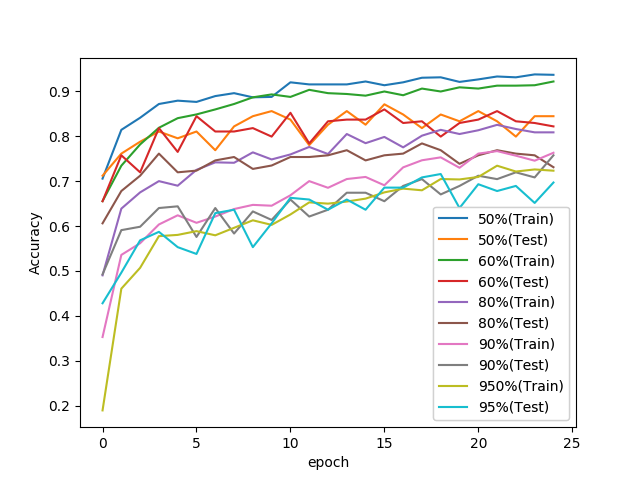 0.9
0.8
0.7
0.6
0.5
0.4
0.3
0.2
Accuracy
0
5
10
15
20
25
epoch
50%(Train)
50%(Test)
60%(Train)
60%(Test)
80%(Train)
80%(Test)
90%(Train)
90%(Test)
950%(Train)
95%(Test)